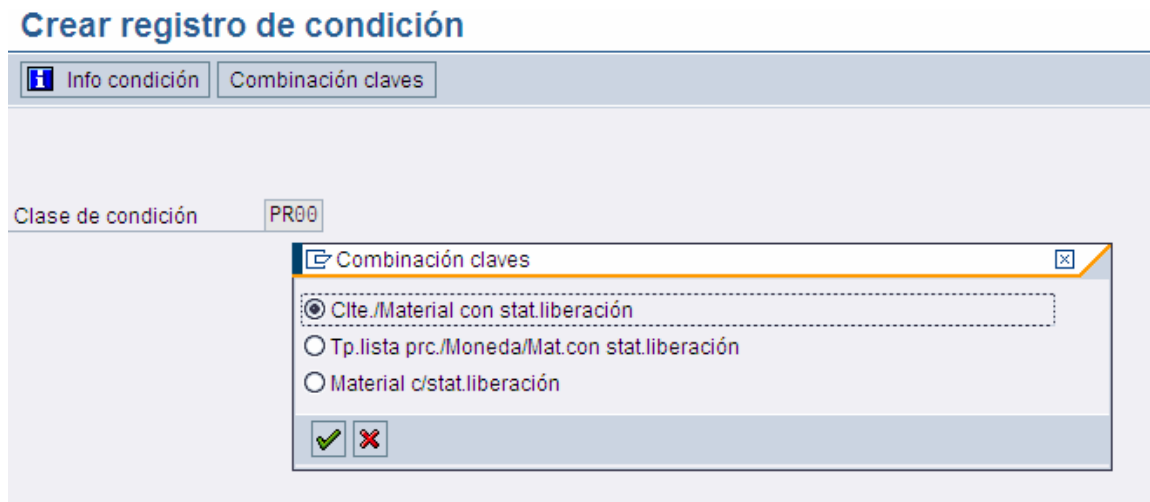 Crear registro de condición
Info condición Combinación claves
Clase de condición PR00
Combinación claves
Clte./Material con stat.liberación
Tp.lista prc./Moneda/Mat.con stat.liberación
Material c/stat.liberación